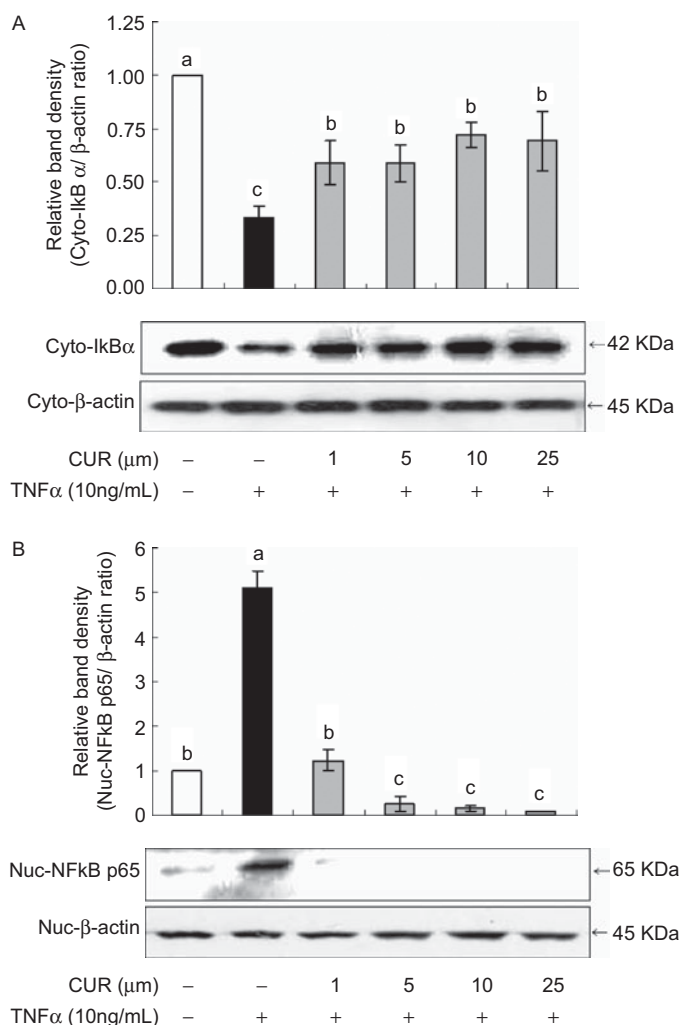 A
Relative band density
(Cyto-IkB α/ β-actin ratio)
1.25
1.00
0.75
0.50
0.25
0.00
a
c
b
b
b
b
Cyto-IkBα
←42 KDa
Cyto-β-actin
←45 KDa
CUR (μm) – – 1 5 10 25
TNFα (10ng/mL) – + + + + +
B
Relative band density
(Nuc-NFkB p65/ β-actin ratio)
6
5
4
3
2
1
0
b
a
b
c
c
c
Nuc-NFkB p65
←65 KDa
Nuc-β-actin
←45 KDa
CUR (μm) – – 1 5 10 25
TNFα (10ng/mL) – + + + + +